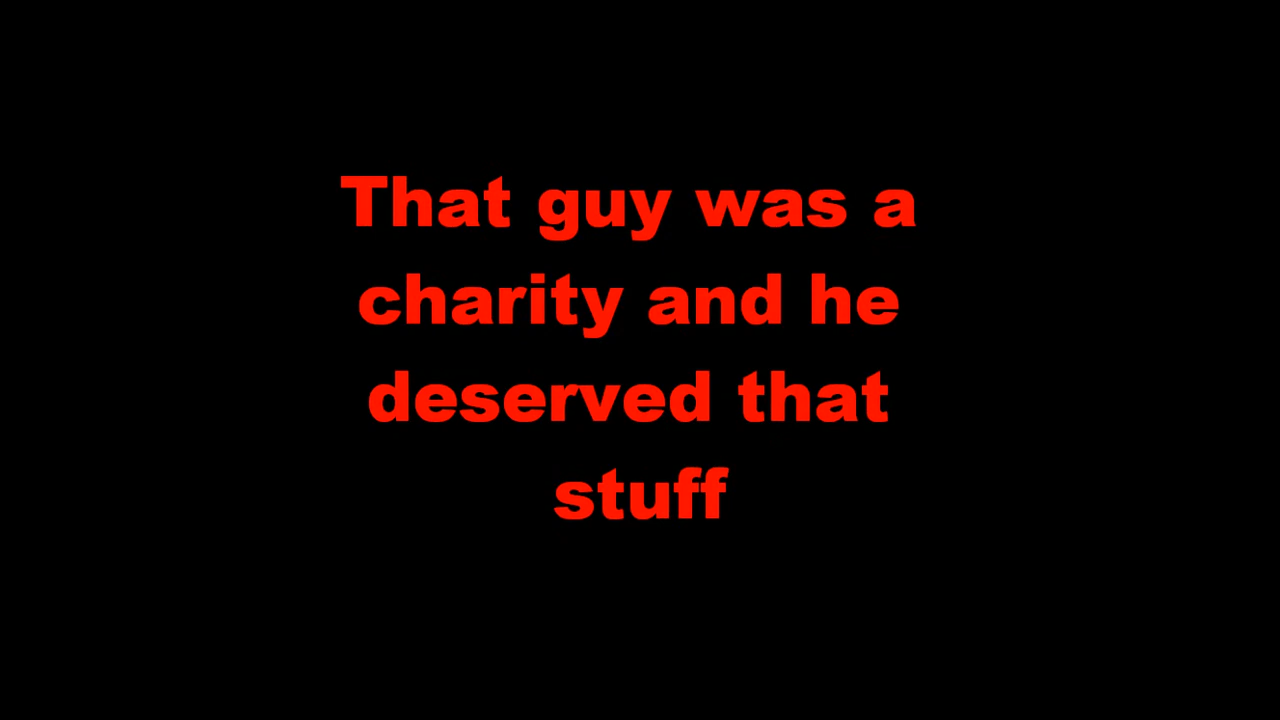 That guy was a
charity and he
deserved that
stuff